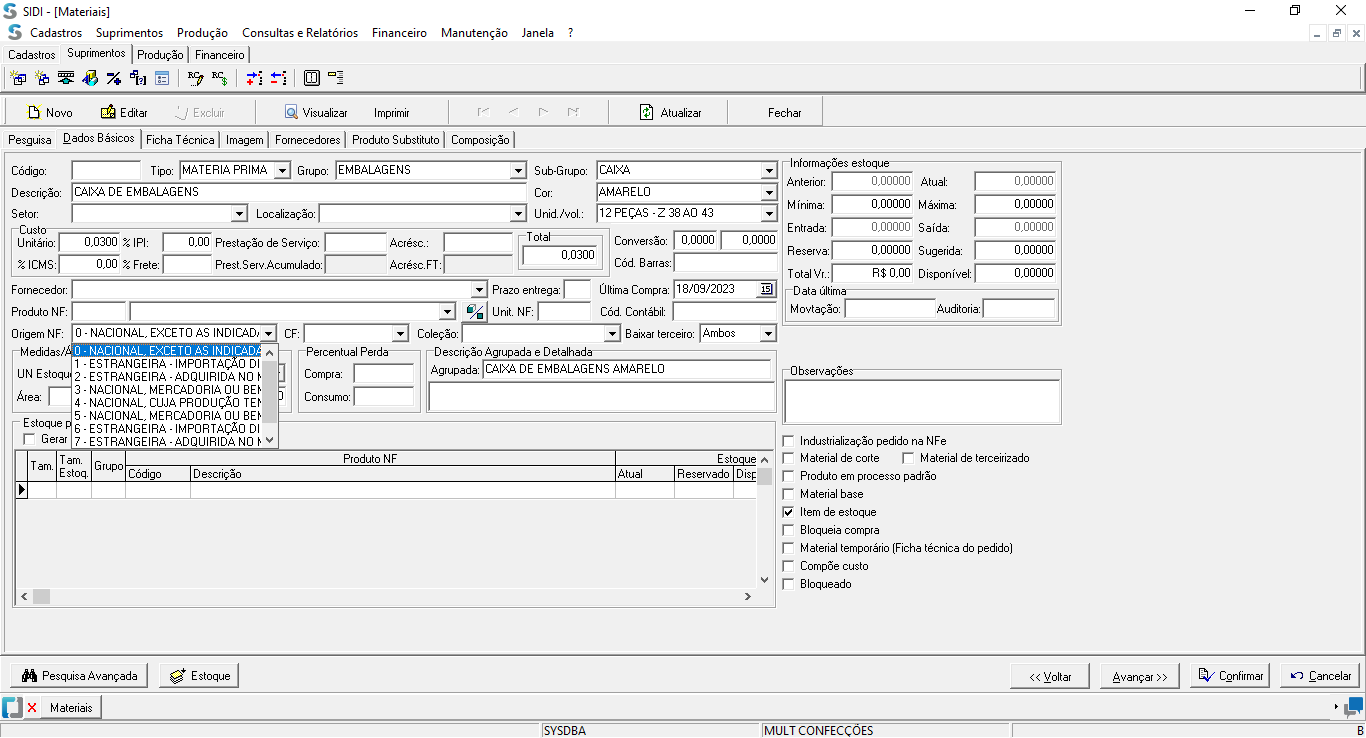 SIDI - [Materiais]
Cadastros Suprimentos Produção Consultas e Relatórios Financeiro Manutenção Janela ?
Cadastros Suprimentos Produção Financeiro
Novo Editar Excluir Visualizar Imprimir Atualizar Fechar
Pesquisa Dados Básicos Ficha Técnica Imagem Fornecedores Produto Substituto Composição
Código: Tipo: MATERIA PRIMA Grupo: EMBALAGENS Sub-Grupo: CAIXA
Descrição: CAIXA DE EMBALAGENS Cor: AMARELO
Setor: Localização: Unid./vol.: 12 PEÇAS - Z 38 AO 43
Custo
Unitário: 0,0300 % IPI: 0,00 Prestação de Serviço: Acrésc.:
% ICMS: 0,00 % Frete: Prest.Serv.Acumulado: Acrésc.FT:
Total
0,0300
Conversão: 0,0000 0,0000
Cód. Barras:
Fornecedor: Prazo entrega: Última Compra: 18/09/2023 15
Produto NF: Unit. NF: Cód. Contábil:
Origem NF: 0 - NACIONAL, EXCETO AS INDICADA CF: Coleção: Baixar terceiro: Ambos
0 - NACIONAL, EXCETO AS INDICADA
1 - ESTRANGEIRA - IMPORTAÇÃO DI
2 - ESTRANGEIRA - ADQUIRIDA NO M
3 - NACIONAL, MERCADORIA OU BEM
4 - NACIONAL, CUJA PRODUÇÃO TEN
5 - NACIONAL, MERCADORIA OU BEM
6 - ESTRANGEIRA - IMPORTAÇÃO DI
7 - ESTRANGEIRA - ADQUIRIDA NO M
Medidas/Á
UN Estoque
Área: 0
Percentual Perda
Compra:
Consumo:
Descrição Agrupada e Detalhada
Agrupada: CAIXA DE EMBALAGENS AMARELO
Estoque p
Gerar
Tam. Tam. Estoq. Grupo Produto NF Estoque
Código Descrição Atual Reservado Disp
Informações estoque
Anterior: 0,00000 Atual: 0,00000
Mínima: 0,00000 Máxima: 0,00000
Entrada: 0,00000 Saída: 0,00000
Reserva: 0,00000 Sugerida: 0,00000
Total Vr.: R$ 0,00 Disponível: 0,00000
Data última
Movtação: Auditoria:
Observações
Industrialização pedido na NFe
Material de corte Material de terceirizado
Produto em processo padrão
Material base
Item de estoque
Bloqueia compra
Material temporário (Ficha técnica do pedido)
Compõe custo
Bloqueado
Pesquisa Avançada Estoque << Voltar Avançar >> Confirmar Cancelar
Materiais
SYSDBA MULT CONFECÇÕES B